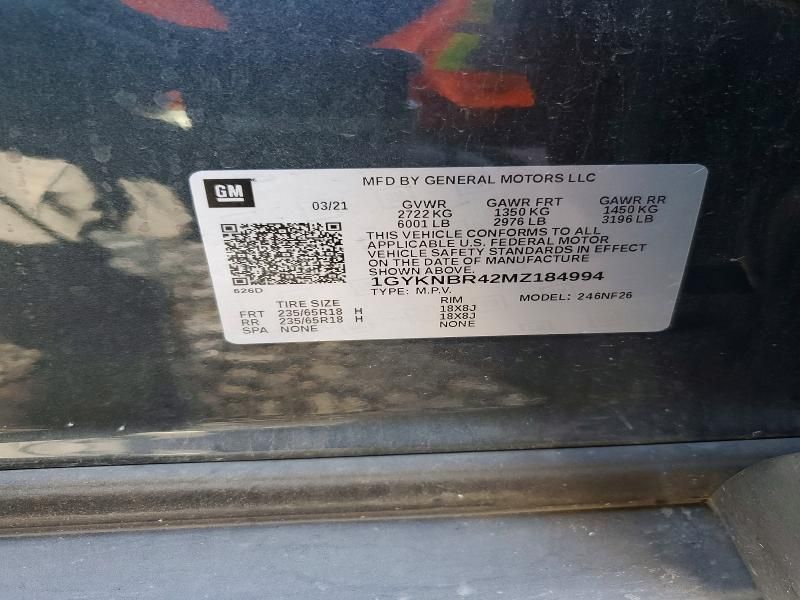 GM
MFD BY GENERAL MOTORS LLC
03/21
GVWR GAWR FRT GAWR RR
2722 KG 1350 KG 1450 KG
6001 LB 2976 LB 3196 LB
THIS VEHICLE CONFORMS TO ALL
APPLICABLE U.S. FEDERAL MOTOR
VEHICLE SAFETY STANDARDS IN EFFECT
ON THE DATE OF MANUFACTURE
SHOWN ABOVE.
1GYKNBR42MZ184994
626D
TYPE: M.P.V. MODEL: 246NF26
TIRE SIZE RIM
FRT 235/65R18 H 18X8J
RR 235/65R18 H 18X8J
SPA NONE NONE